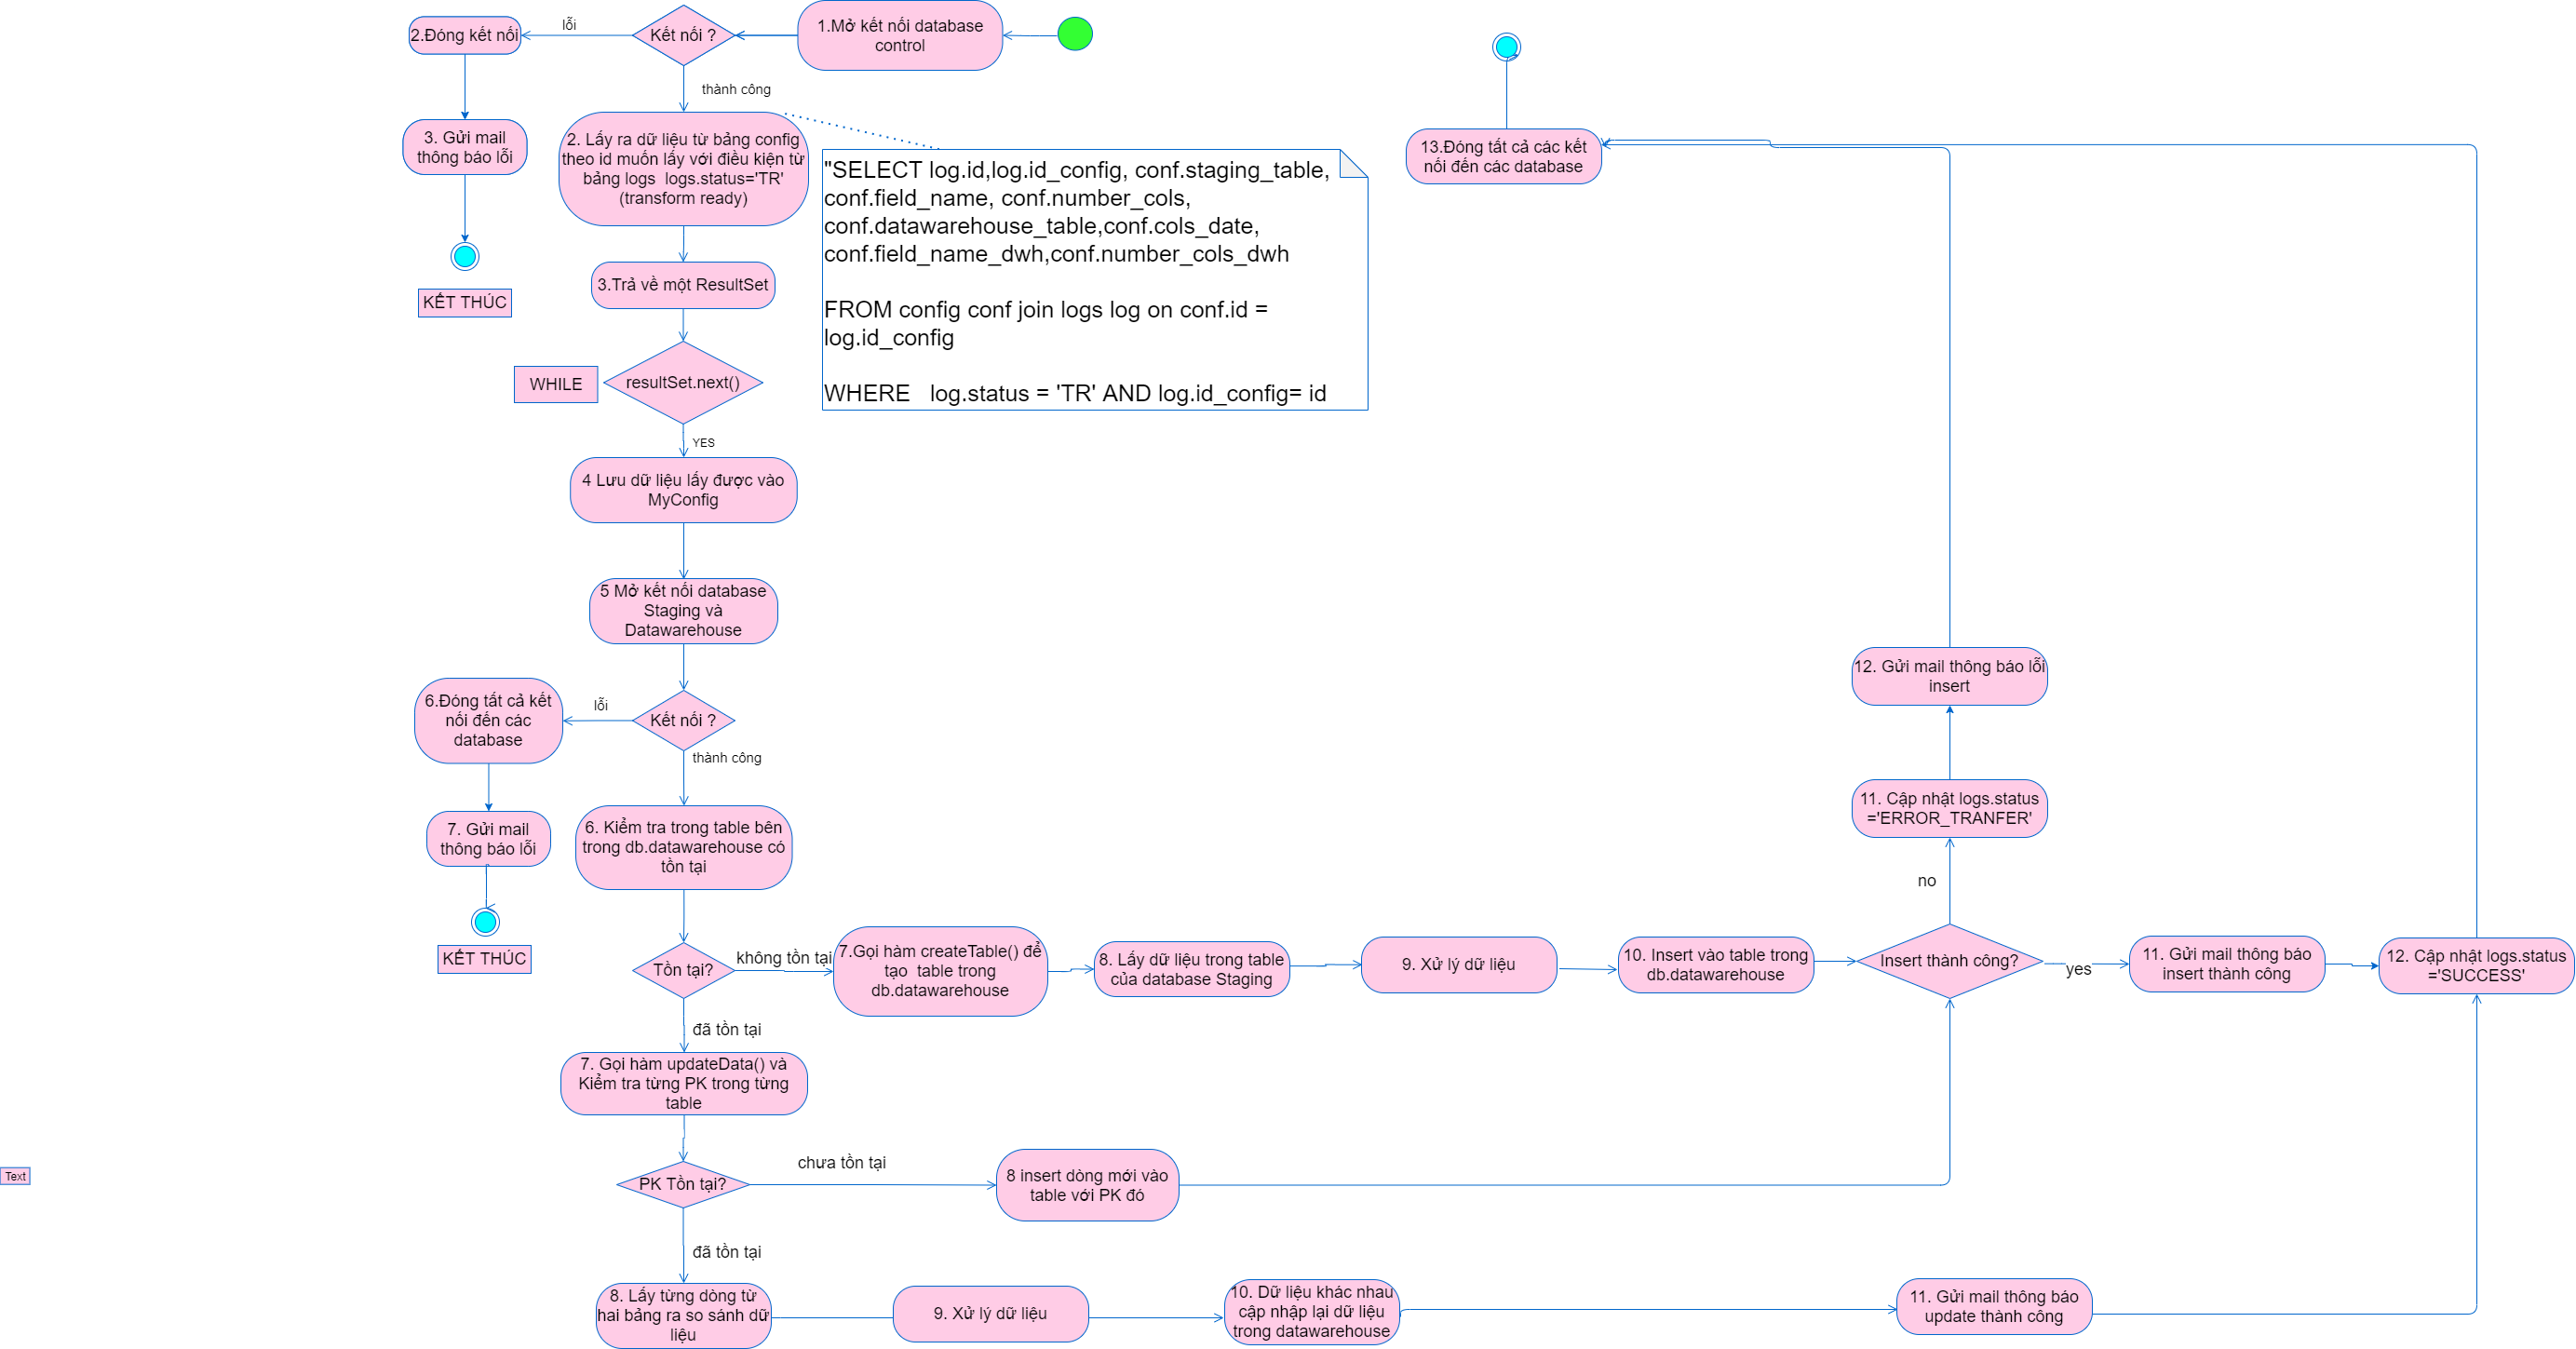 2.Đóng kết nối
lỗi
Kết nối ?
1.Mở kết nối database
control
thành công
3. Gửi mail
thông báo lỗi
KẾT THÚC
2. Lấy ra dữ liệu từ bảng config
theo id muốn lấy với điều kiện từ
bảng logs  logs.status='TR'
(transform ready)
"SELECT log.id,log.id_config, conf.staging_table,
conf.field_name, conf.number_cols,
conf.datawarehouse_table,conf.cols_date,
conf.field_name_dwh,conf.number_cols_dwh
FROM config conf join logs log on conf.id =
log.id_config
WHERE   log.status = 'TR' AND log.id_config= id
13.Đóng tất cả các kết
nối đến các database
3.Trả về một ResultSet
WHILE
resultSet.next()
YES
4 Lưu dữ liệu lấy được vào
MyConfig
5 Mở kết nối database
Staging và
Datawarehouse
6.Đóng tất cả kết
nối đến các
database
lỗi
Kết nối ?
thành công
7. Gửi mail
thông báo lỗi
KẾT THÚC
6. Kiểm tra trong table bên
trong db.datawarehouse có
tồn tại
Tồn tại?
không tồn tại
7.Gọi hàm createTable() để
tạo  table trong
db.datawarehouse
8. Lấy dữ liệu trong table
của database Staging
9. Xử lý dữ liệu
10. Insert vào table trong
db.datawarehouse
Insert thành công?
no
11. Cập nhật logs.status
='ERROR_TRANFER'
12. Gửi mail thông báo lỗi
insert
yes
11. Gửi mail thông báo
insert thành công
12. Cập nhật logs.status
='SUCCESS'
đã tồn tại
7. Gọi hàm updateData() và
Kiểm tra từng PK trong từng
table
Text
PK Tồn tại?
chưa tồn tại
8 insert dòng mới vào
table với PK đó
đã tồn tại
8. Lấy từng dòng từ
hai bảng ra so sánh dữ
liệu
9. Xử lý dữ liệu
10. Dữ liệu khác nhau
cập nhập lại dữ liệu
trong datawarehouse
11. Gửi mail thông báo
update thành công